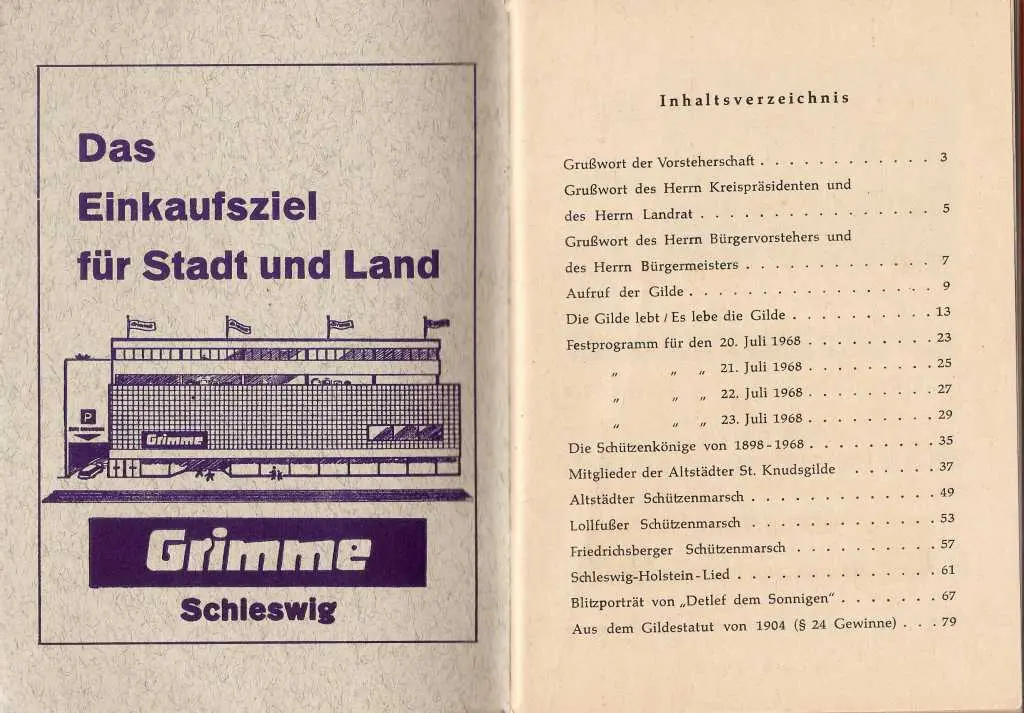 Das
Einkaufsziel
für Stadt und Land
Grimme
P
Grimme
Grimme
Schleswig
Inhaltsverzeichnis
Grußwort der Vorsteherschaft . . . . . . . . . . . . 3
Grußwort des Herrn Kreispräsidenten und
des Herrn Landrat . . . . . . . . . . . . . . . . 5
Grußwort des Herrn Bürgervorstehers und
des Herrn Bürgermeisters . . . . . . . . . . . . . 7
Aufruf der Gilde . . . . . . . . . . . . . . . . . 9
Die Gilde lebt / Es lebe die Gilde . . . . . . . . . . 13
Festprogramm für den 20. Juli 1968 . . . . . . . . . 23
„ „ „ 21. Juli 1968 . . . . . . . . . 25
„ „ „ 22. Juli 1968 . . . . . . . . . 27
„ „ „ 23. Juli 1968 . . . . . . . . . 29
Die Schützenkönige von 1898-1968 . . . . . . . . . 35
Mitglieder der Altstädter St. Knudsgilde . . . . . . 37
Altstädter Schützenmarsch . . . . . . . . . . . . . 49
Lollfußer Schützenmarsch . . . . . . . . . . . . . 53
Friedrichsberger Schützenmarsch . . . . . . . . . . 57
Schleswig-Holstein-Lied . . . . . . . . . . . . . . 61
Blitzporträt von „Detlef dem Sonnigen“ . . . . . . . 67
Aus dem Gildestatut von 1904 (§ 24 Gewinne) . . . 79